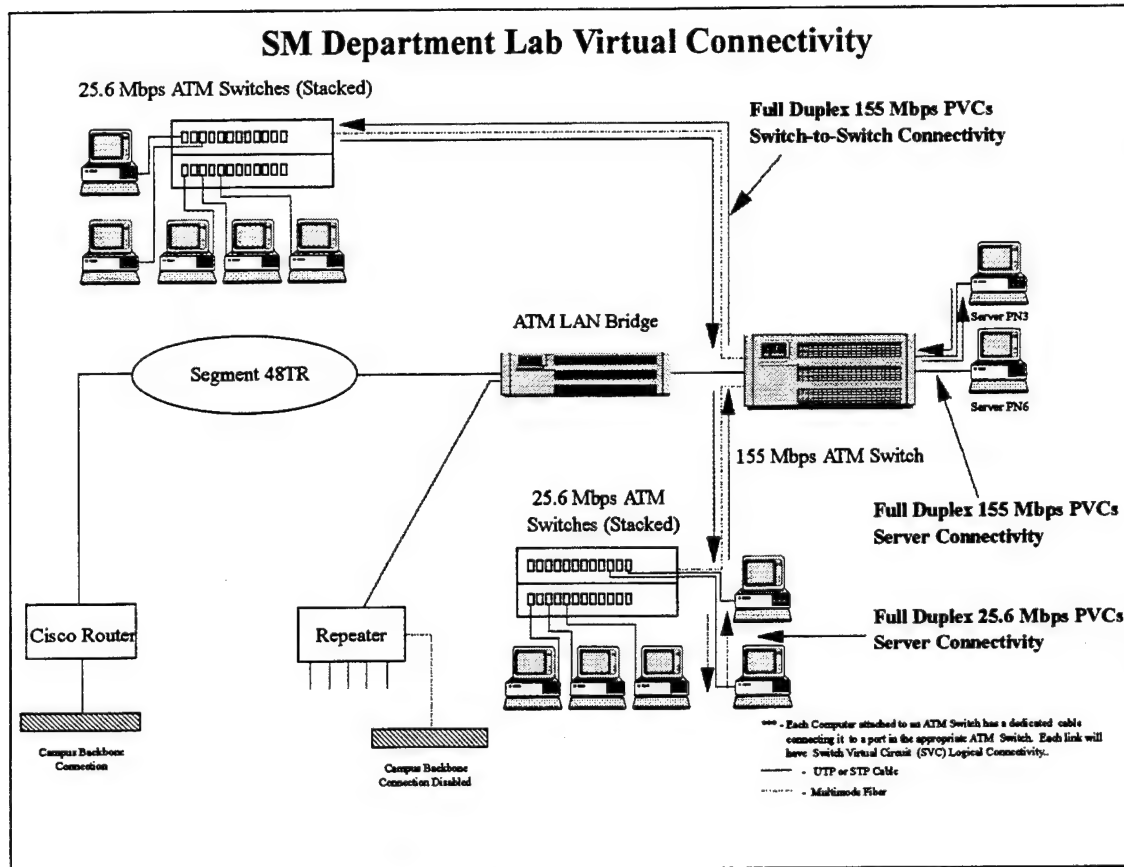 SM Department Lab Virtual Connectivity
25.6 Mbps ATM Switches (Stacked)
Full Duplex 155 Mbps PVCs
Switch-to-Switch Connectivity
Server PN3
ATM LAN Bridge
Segment 48TR
Server PN6
155 Mbps ATM Switch
25.6 Mbps ATM
Switches (Stacked)
Full Duplex 155 Mbps PVCs
Server Connectivity
Cisco Router
Repeater
Full Duplex 25.6 Mbps PVCs
Server Connectivity
Campus Backbone
Connection
Campus Backbone
Connection Disabled
*** - Each Computer attached to an ATM Switch has a dedicated cable
connecting it to a port in the appropriate ATM Switch. Each link will
have Switch Virtual Circuit (SVC) Logical Connectivity..
- UTP or STP Cable
- Multimode Fiber